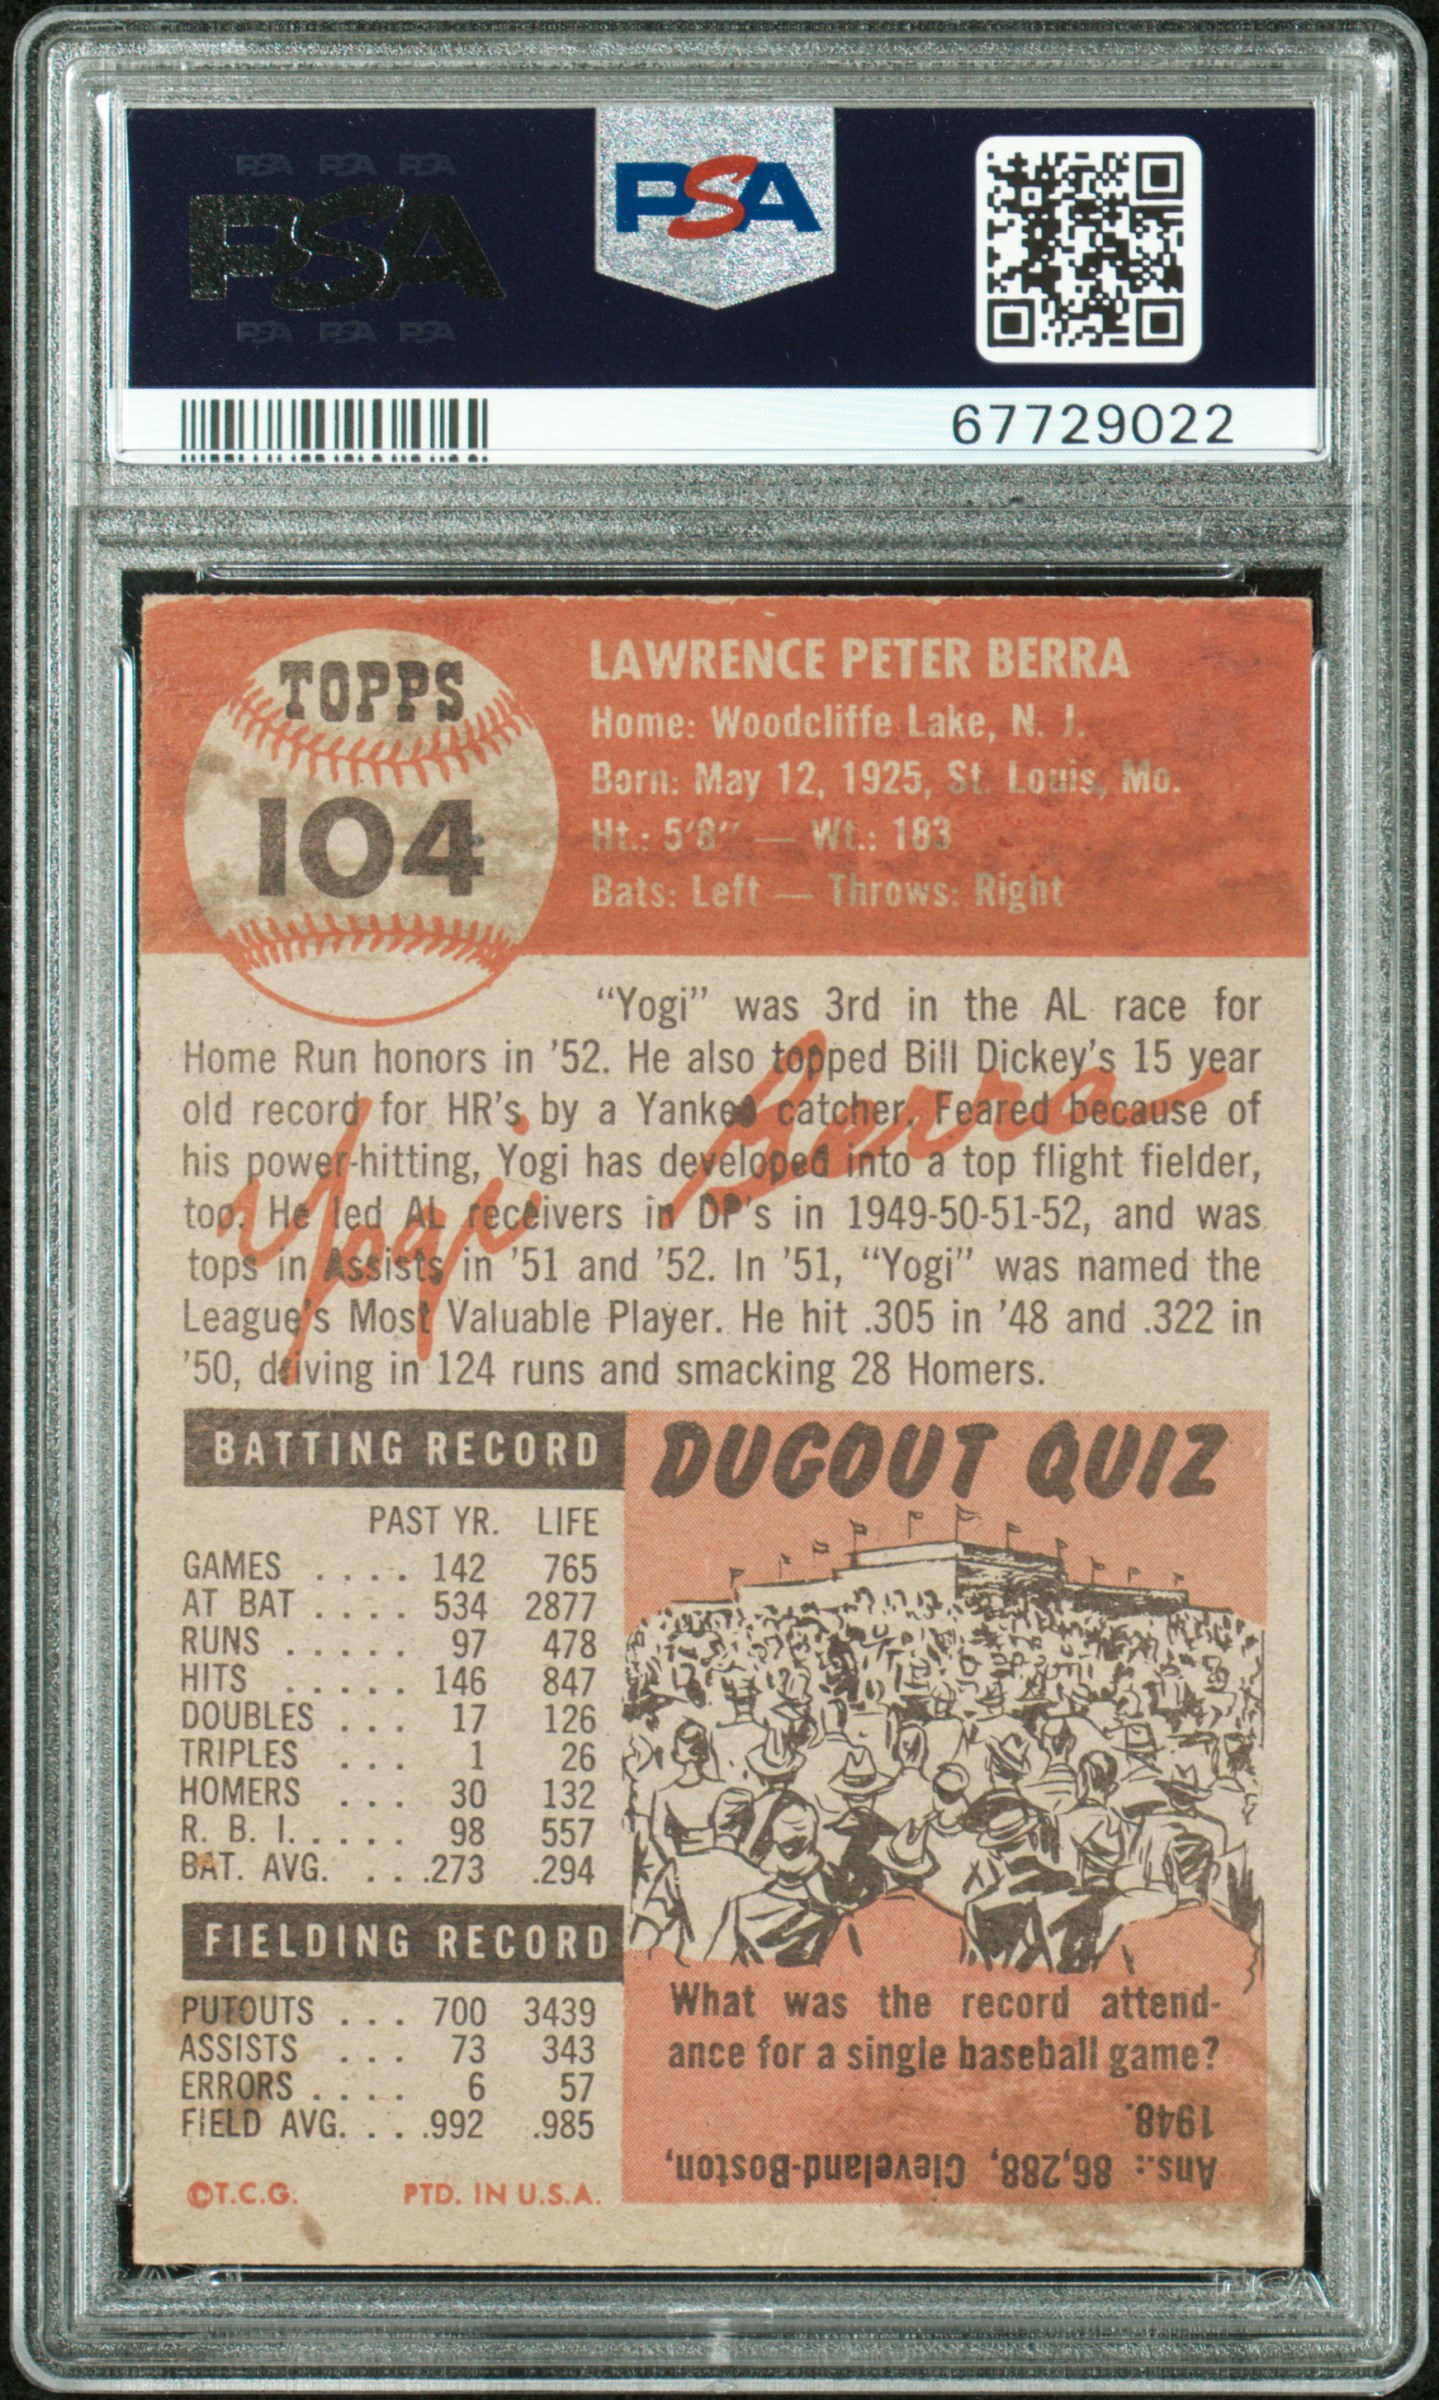 PSA PSA PSA
PSA
PSA PSA PSA
PSA
67729022
TOPPS
104
LAWRENCE PETER BERRA
Home: Woodcliffe Lake, N. J.
Born: May 12, 1925, St. Louis, Mo.
Ht.: 5'8" — Wt.: 183
Bats: Left — Throws: Right
"Yogi" was 3rd in the AL race for
Home Run honors in '52. He also topped Bill Dickey's 15 year
old record for HR's by a Yankee catcher. Feared because of
his power-hitting, Yogi has developed into a top flight fielder,
too. He led AL receivers in DP's in 1949-50-51-52, and was
tops in Assists in '51 and '52. In '51, "Yogi" was named the
League's Most Valuable Player. He hit .305 in '48 and .322 in
'50, driving in 124 runs and smacking 28 Homers.
Yogi Berra
BATTING RECORD
PAST YR. LIFE
GAMES .... 142 765
AT BAT .... 534 2877
RUNS ..... 97 478
HITS ..... 146 847
DOUBLES ... 17 126
TRIPLES ... 1 26
HOMERS ... 30 132
R. B. I. .... 98 557
BAT. AVG. ... .273 .294
FIELDING RECORD
PUTOUTS ... 700 3439
ASSISTS ... 73 343
ERRORS .... 6 57
FIELD AVG. ... .992 .985
©T.C.G. PTD. IN U.S.A.
DUGOUT QUIZ
What was the record attend-
ance for a single baseball game?
Ans.: 86,288, Cleveland-Boston,
1948.
PSA